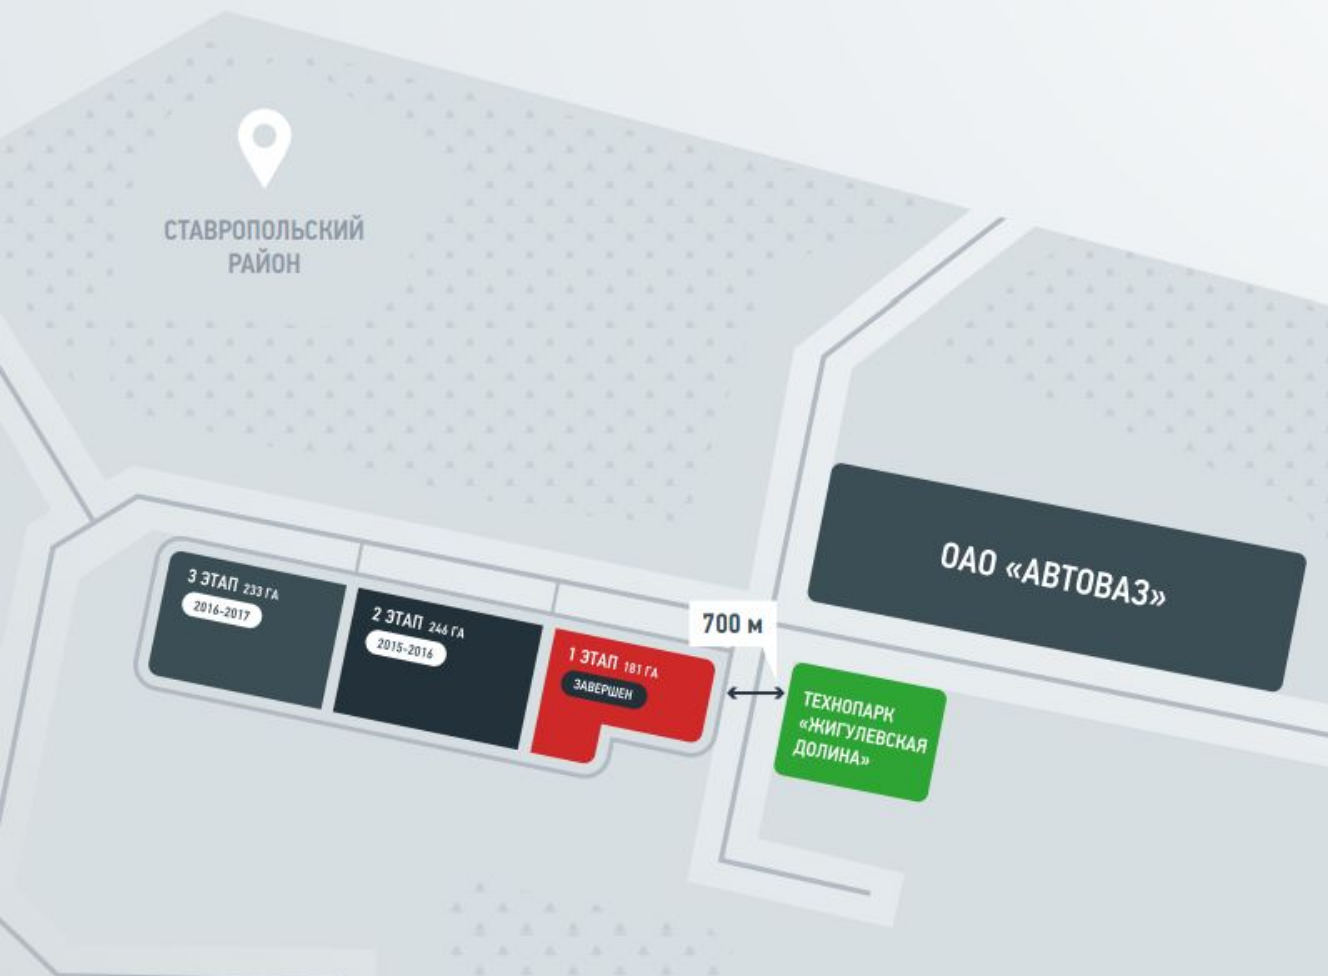 СТАВРОПОЛЬСКИЙ
РАЙОН
ОАО «АВТОВАЗ»
3 ЭТАП 233 ГА
2016-2017
2 ЭТАП 246 ГА
2015-2016
1 ЭТАП 181 ГА
ЗАВЕРШЕН
700 м
ТЕХНОПАРК
«ЖИГУЛЕВСКАЯ
ДОЛИНА»